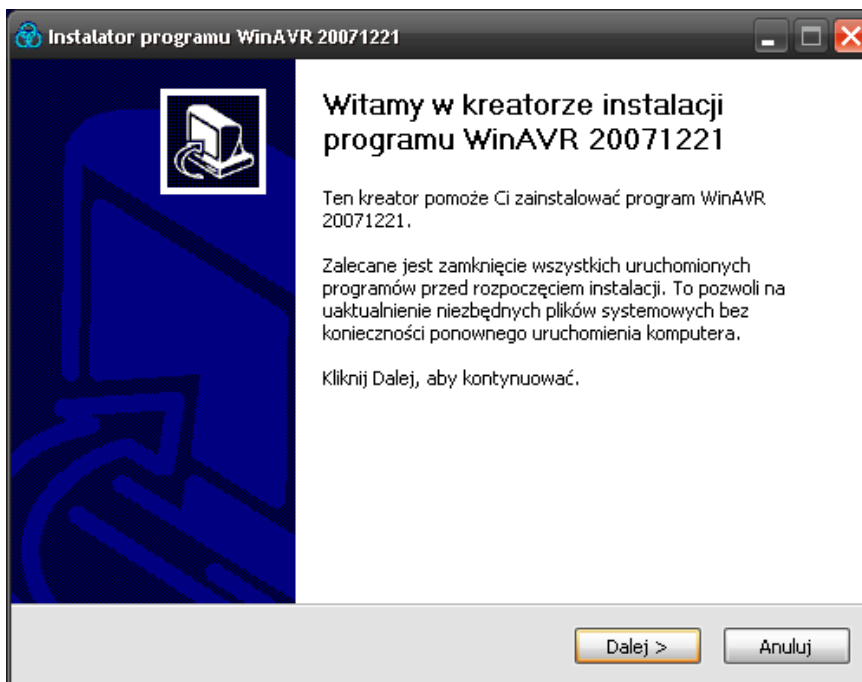 Instalator programu WinAVR 20071221
Witamy w kreatorze instalacji
programu WinAVR 20071221
Ten kreator pomoże Ci zainstalować program WinAVR
20071221.
Zalecane jest zamknięcie wszystkich uruchomionych
programów przed rozpoczęciem instalacji. To pozwoli na
uaktualnienie niezbędnych plików systemowych bez
konieczności ponownego uruchomienia komputera.
Kliknij Dalej, aby kontynuować.
Dalej >
Anuluj